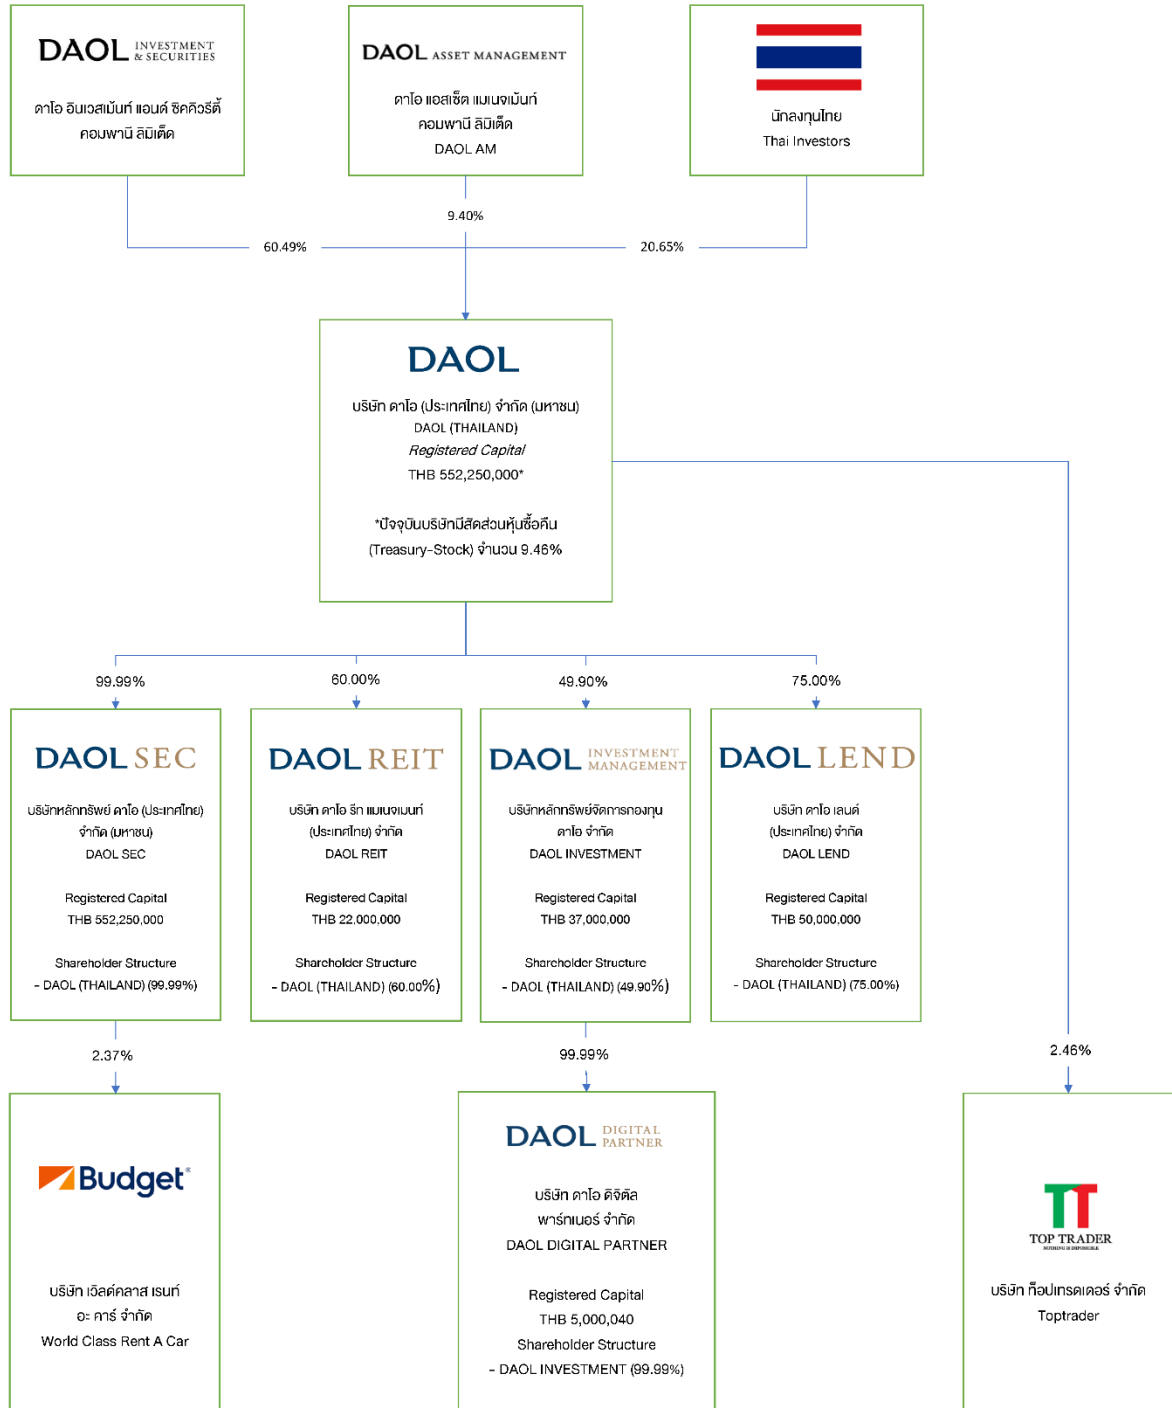 DAOL INVESTMENT & SECURITIES
ดาโอ อินเวสเม้นท์ แอนด์ ซิคคิวรีตี้
คอมพานี ลิมิเต็ด
DAOL ASSET MANAGEMENT
ดาโอ แอสเซ็ต แมเนจเม้นท์
คอมพานี ลิมิเต็ด
DAOL AM
นักลงทุนไทย
Thai Investors
9.40%
60.49%
20.65%
DAOL
บริษัท ดาโอ (ประเทศไทย) จำกัด (มหาชน)
DAOL (THAILAND)
Registered Capital
THB 552,250,000*
*ปัจจุบันบริษัทมีสัดส่วนหุ้นซื้อคืน
(Treasury-Stock) จำนวน 9.46%
99.99%
60.00%
49.90%
75.00%
DAOL SEC
บริษัทหลักทรัพย์ ดาโอ (ประเทศไทย)
จำกัด (มหาชน)
DAOL SEC
Registered Capital
THB 552,250,000
Shareholder Structure
- DAOL (THAILAND) (99.99%)
DAOL REIT
บริษัท ดาโอ รีท แมเนจเมนท์
(ประเทศไทย) จำกัด
DAOL REIT
Registered Capital
THB 22.000,000
Shareholder Structure
- DAOL (THAILAND) (60.00%)
DAOL INVESTMENT MANAGEMENT
บริษัทหลักทรัพย์จัดการกองทุน
ดาโอ จำกัด
DAOL INVESTMENT
Registered Capital
THB 37,000,000
Shareholder Structure
- DAOL (THAILAND) (49.90%)
DAOL LEND
บริษัท ดาโอ เลนด์
(ประเทศไทย) จำกัด
DAOL LEND
Registered Capital
THB 50,000,000
Shareholder Structure
- DAOL (THAILAND) (75.00%)
2.37%
99.99%
2.46%
Budget
บริษัท เวิลด์คลาส เรนท์
อะ คาร์ จำกัด
World Class Rent A Car
DAOL DIGITAL PARTNER
บริษัท ดาโอ ดิจิตัล
พาร์ทเนอร์ จำกัด
DAOL DIGITAL PARTNER
Registered Capital
THB 5,000,040
Shareholder Structure
- DAOL INVESTMENT (99.99%)
TOP TRADER
NOTHING IS IMPOSSIBLE
บริษัท ท็อปเทรดเดอร์ จำกัด
Toptrader